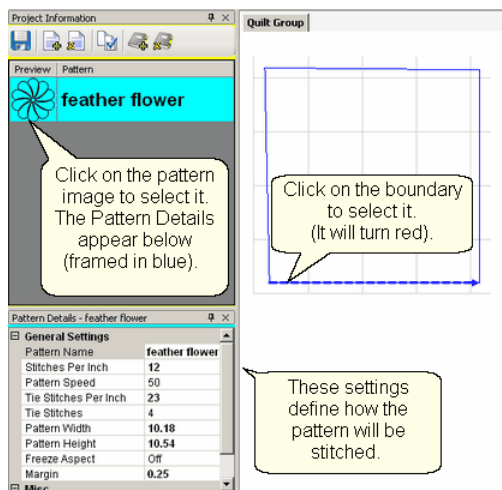 Project Information
Quilt Group
Preview Pattern
feather flower
Click on the pattern
image to select it.
The Pattern Details
appear below
(framed in blue).
Click on the boundary
to select it.
(It will turn red).
Pattern Details - feather flower
General Settings
Pattern Name feather flower
Stitches Per Inch 12
Pattern Speed 50
Tie Stitches Per Inch 23
Tie Stitches 4
Pattern Width 10.18
Pattern Height 10.54
Freeze Aspect Off
Margin 0.25
Misc
These settings
define how the
pattern will be
stitched.